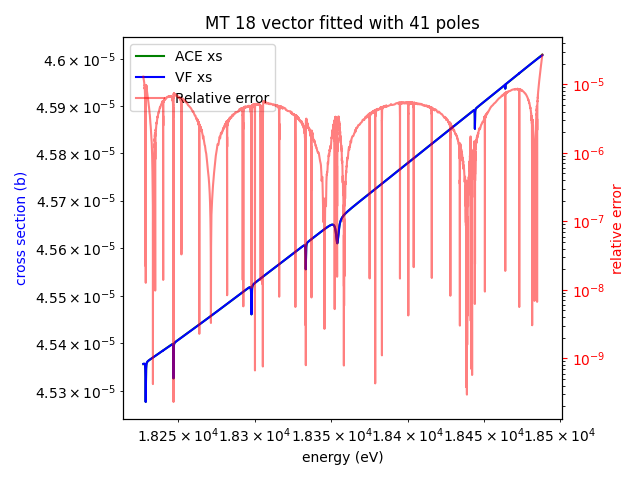 MT 18 vector fitted with 41 poles
ACE xs
VF xs
Relative error
cross section (b)
4.6 × 10⁻⁵
4.59 × 10⁻⁵
4.58 × 10⁻⁵
4.57 × 10⁻⁵
4.56 × 10⁻⁵
4.55 × 10⁻⁵
4.54 × 10⁻⁵
4.53 × 10⁻⁵
10⁻⁵
10⁻⁶
10⁻⁷
10⁻⁸
10⁻⁹
relative error
1.825 × 10⁴ 1.83 × 10⁴ 1.835 × 10⁴ 1.84 × 10⁴ 1.845 × 10⁴ 1.85 × 10⁴
energy (eV)